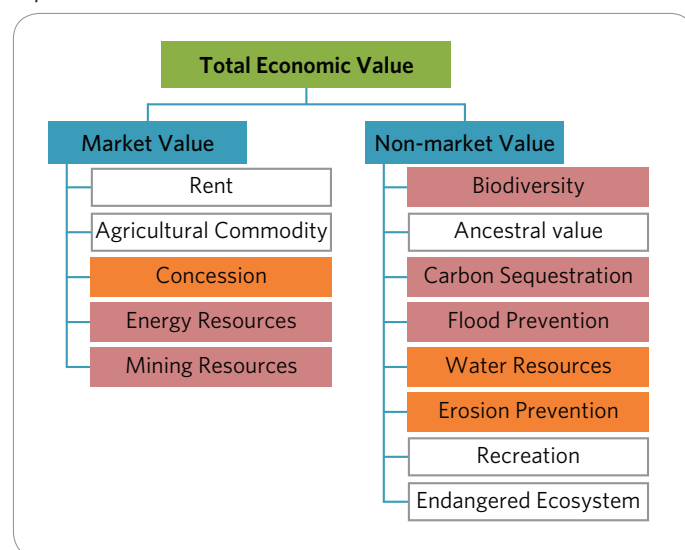 Total Economic Value
Market Value
Rent
Agricultural Commodity
Concession
Energy Resources
Mining Resources
Non-market Value
Biodiversity
Ancestral value
Carbon Sequestration
Flood Prevention
Water Resources
Erosion Prevention
Recreation
Endangered Ecosystem